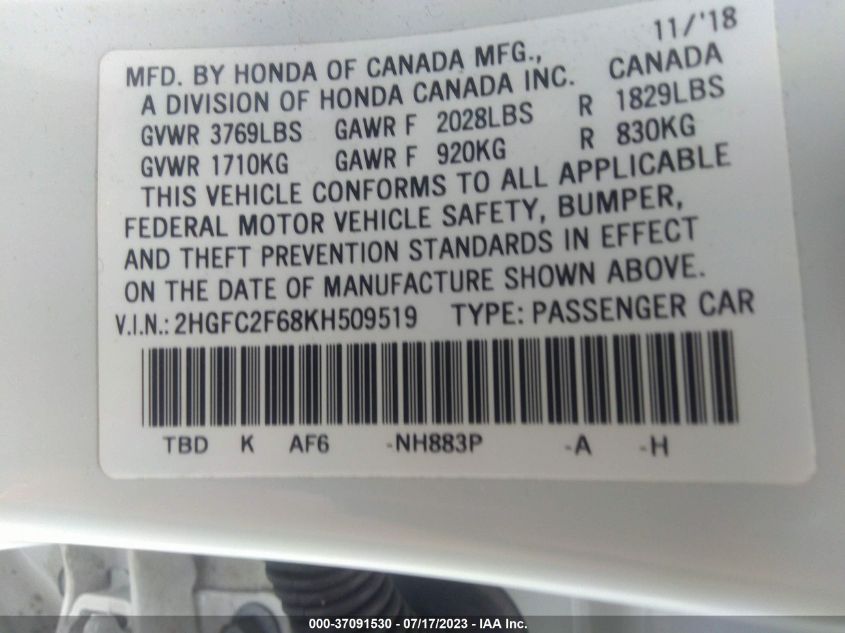 11/'18
MFD. BY HONDA OF CANADA MFG., CANADA
A DIVISION OF HONDA CANADA INC.
GVWR 3769LBS GAWR F 2028LBS R 1829LBS
GVWR 1710KG GAWR F 920KG R 830KG
THIS VEHICLE CONFORMS TO ALL APPLICABLE
FEDERAL MOTOR VEHICLE SAFETY, BUMPER,
AND THEFT PREVENTION STANDARDS IN EFFECT
ON THE DATE OF MANUFACTURE SHOWN ABOVE.
V.I.N.: 2HGFC2F68KH509519 TYPE: PASSENGER CAR
TBD K AF6 -NH883P -A -H
000-37091530 - 07/17/2023 - IAA Inc.